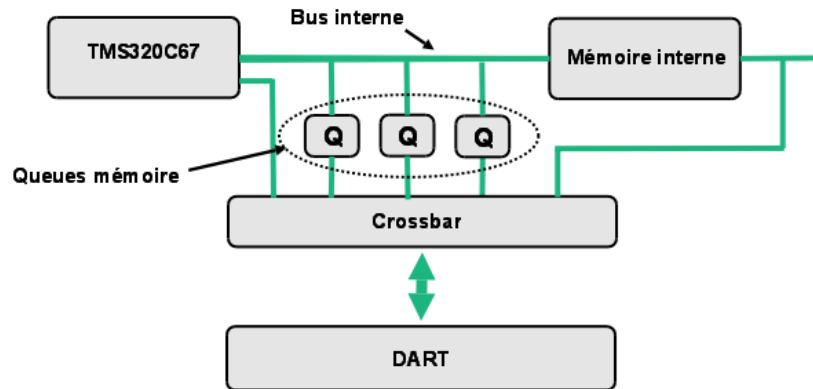 Bus interne
TMS320C67
Mémoire interne
Q
Q
Q
Queues mémoire
Crossbar
DART